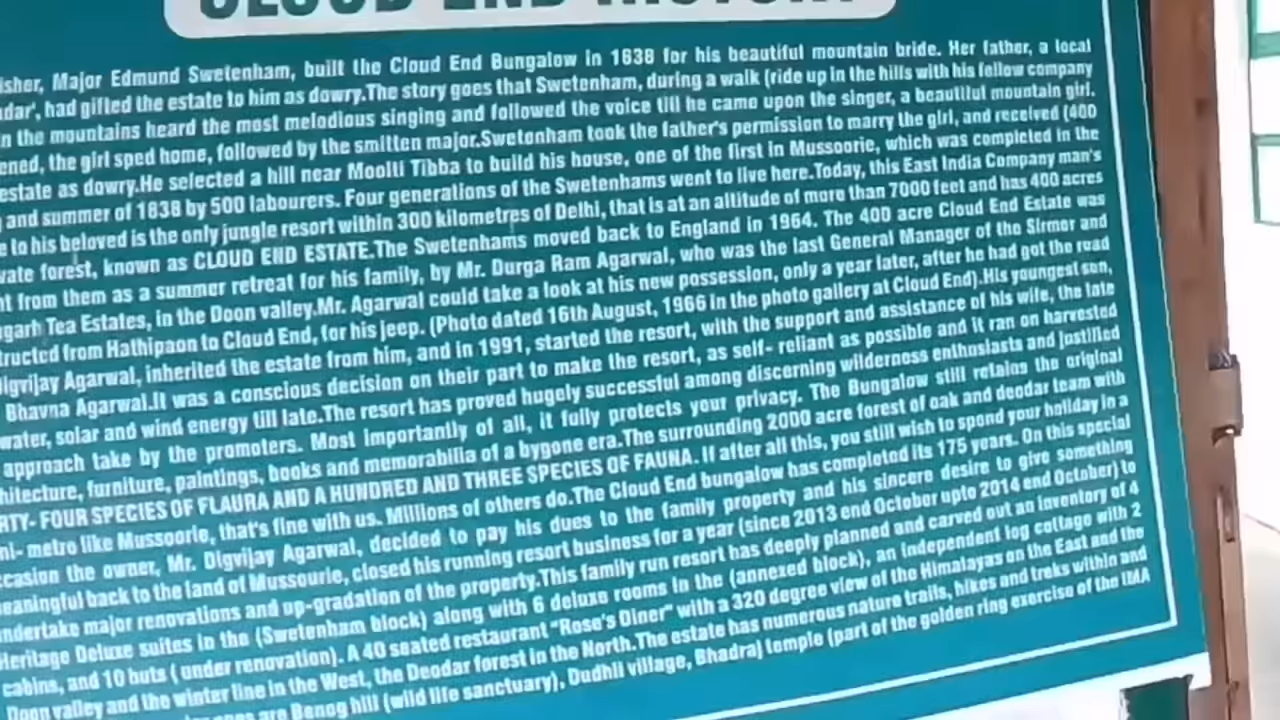 CLOUD END HISTORY
isher, Major Edmund Swetenham, built the Cloud End Bungalow in 1838 for his beautiful mountain bride. Her father, a local
ndar', had gifted the estate to him as dowry.The story goes that Swetenham, during a walk (ride up in the hills with his fellow company
in the mountains heard the most melodious singing and followed the voice till he came upon the singer, a beautiful mountain girl.
ened, the girl sped home, followed by the smitten major.Swetenham took the father's permission to marry the girl, and received (400
estate as dowry.He selected a hill near Moolti Tibba to build his house, one of the first in Mussoorie, which was completed in the
and summer of 1838 by 500 labourers. Four generations of the Swetenhams went to live here.Today, this East India Company man's
e to his beloved is the only jungle resort within 300 kilometres of Delhi, that is at an altitude of more than 7000 feet and has 400 acres
vate forest, known as CLOUD END ESTATE.The Swetenhams moved back to England in 1964. The 400 acre Cloud End Estate was
nt from them as a summer retreat for his family, by Mr. Durga Ram Agarwal, who was the last General Manager of the Sirmor and
ugarh Tea Estates, in the Doon valley.Mr. Agarwal could take a look at his new possession, only a year later, after he had got the road
tructed from Hathipaon to Cloud End, for his jeep. (Photo dated 16th August, 1966 in the photo gallery at Cloud End).His youngest son,
Digvijay Agarwal, inherited the estate from him, and in 1991, started the resort, with the support and assistance of his wife, the late
Bhavna Agarwal.It was a conscious decision on their part to make the resort, as self- reliant as possible and it ran on harvested
water, solar and wind energy till late.The resort has proved hugely successful among discerning wilderness enthusiasts and justified
approach take by the promoters. Most importantly of all, it fully protects your privacy. The Bungalow still retains the original
hitecture, furniture, paintings, books and memorabilia of a bygone era.The surrounding 2000 acre forest of oak and deodar team with
RTY- FOUR SPECIES OF FLAURA AND A HUNDRED AND THREE SPECIES OF FAUNA. If after all this, you still wish to spend your holiday in a
ni- metro like Mussoorie, that's fine with us. Millions of others do.The Cloud End bungalow has completed its 175 years. On this special
ccasion the owner, Mr. Digvijay Agarwal, decided to pay his dues to the family property and his sincere desire to give something
eaningful back to the land of Mussourie, closed his running resort business for a year (since 2013 end October upto 2014 end October) to
undertake major renovations and up-gradation of the property.This family run resort has deeply planned and carved out an inventory of 4
Heritage Deluxe suites in the (Swetenham block) along with 6 deluxe rooms in the (annexed block), an independent log cottage with 2
cabins, and 10 huts ( under renovation). A 40 seated restaurant "Rose's Diner" with a 320 degree view of the Himalayas on the East and the
Doon valley and the winter line in the West, the Deodar forest in the North.The estate has numerous nature trails, hikes and treks within and
are Benog hill (wild life sanctuary), Dudhli village, Bhadraj temple (part of the golden ring exercise of the IMA